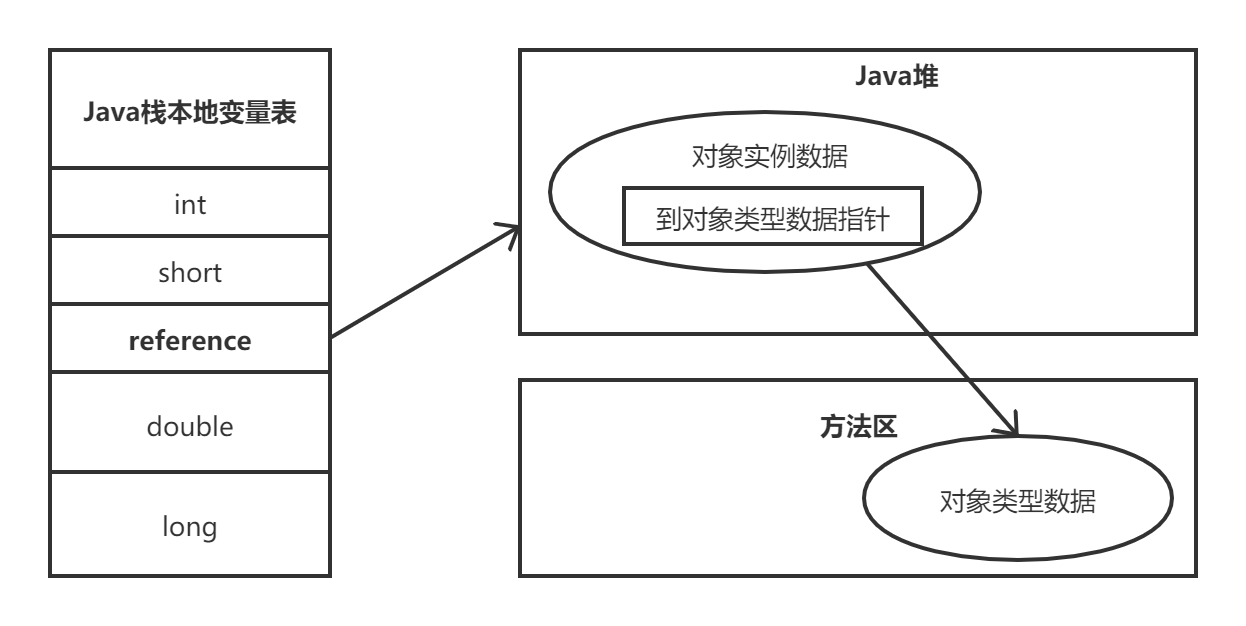 Java栈本地变量表
int
short
reference
double
long
Java堆
对象实例数据
到对象类型数据指针
方法区
对象类型数据